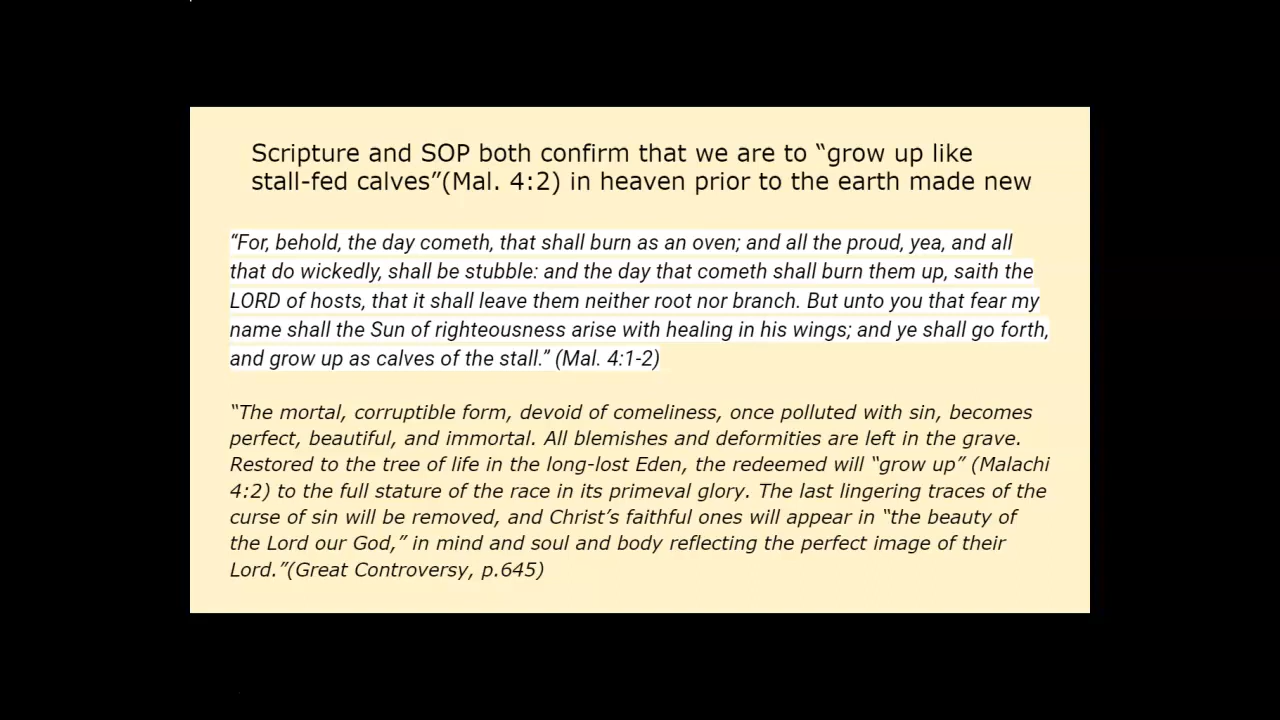 Scripture and SOP both confirm that we are to “grow up like
stall-fed calves”(Mal. 4:2) in heaven prior to the earth made new
“For, behold, the day cometh, that shall burn as an oven; and all the proud, yea, and all
that do wickedly, shall be stubble: and the day that cometh shall burn them up, saith the
LORD of hosts, that it shall leave them neither root nor branch. But unto you that fear my
name shall the Sun of righteousness arise with healing in his wings; and ye shall go forth,
and grow up as calves of the stall.” (Mal. 4:1-2)
“The mortal, corruptible form, devoid of comeliness, once polluted with sin, becomes
perfect, beautiful, and immortal. All blemishes and deformities are left in the grave.
Restored to the tree of life in the long-lost Eden, the redeemed will “grow up” (Malachi
4:2) to the full stature of the race in its primeval glory. The last lingering traces of the
curse of sin will be removed, and Christ’s faithful ones will appear in “the beauty of
the Lord our God,” in mind and soul and body reflecting the perfect image of their
Lord.”(Great Controversy, p.645)